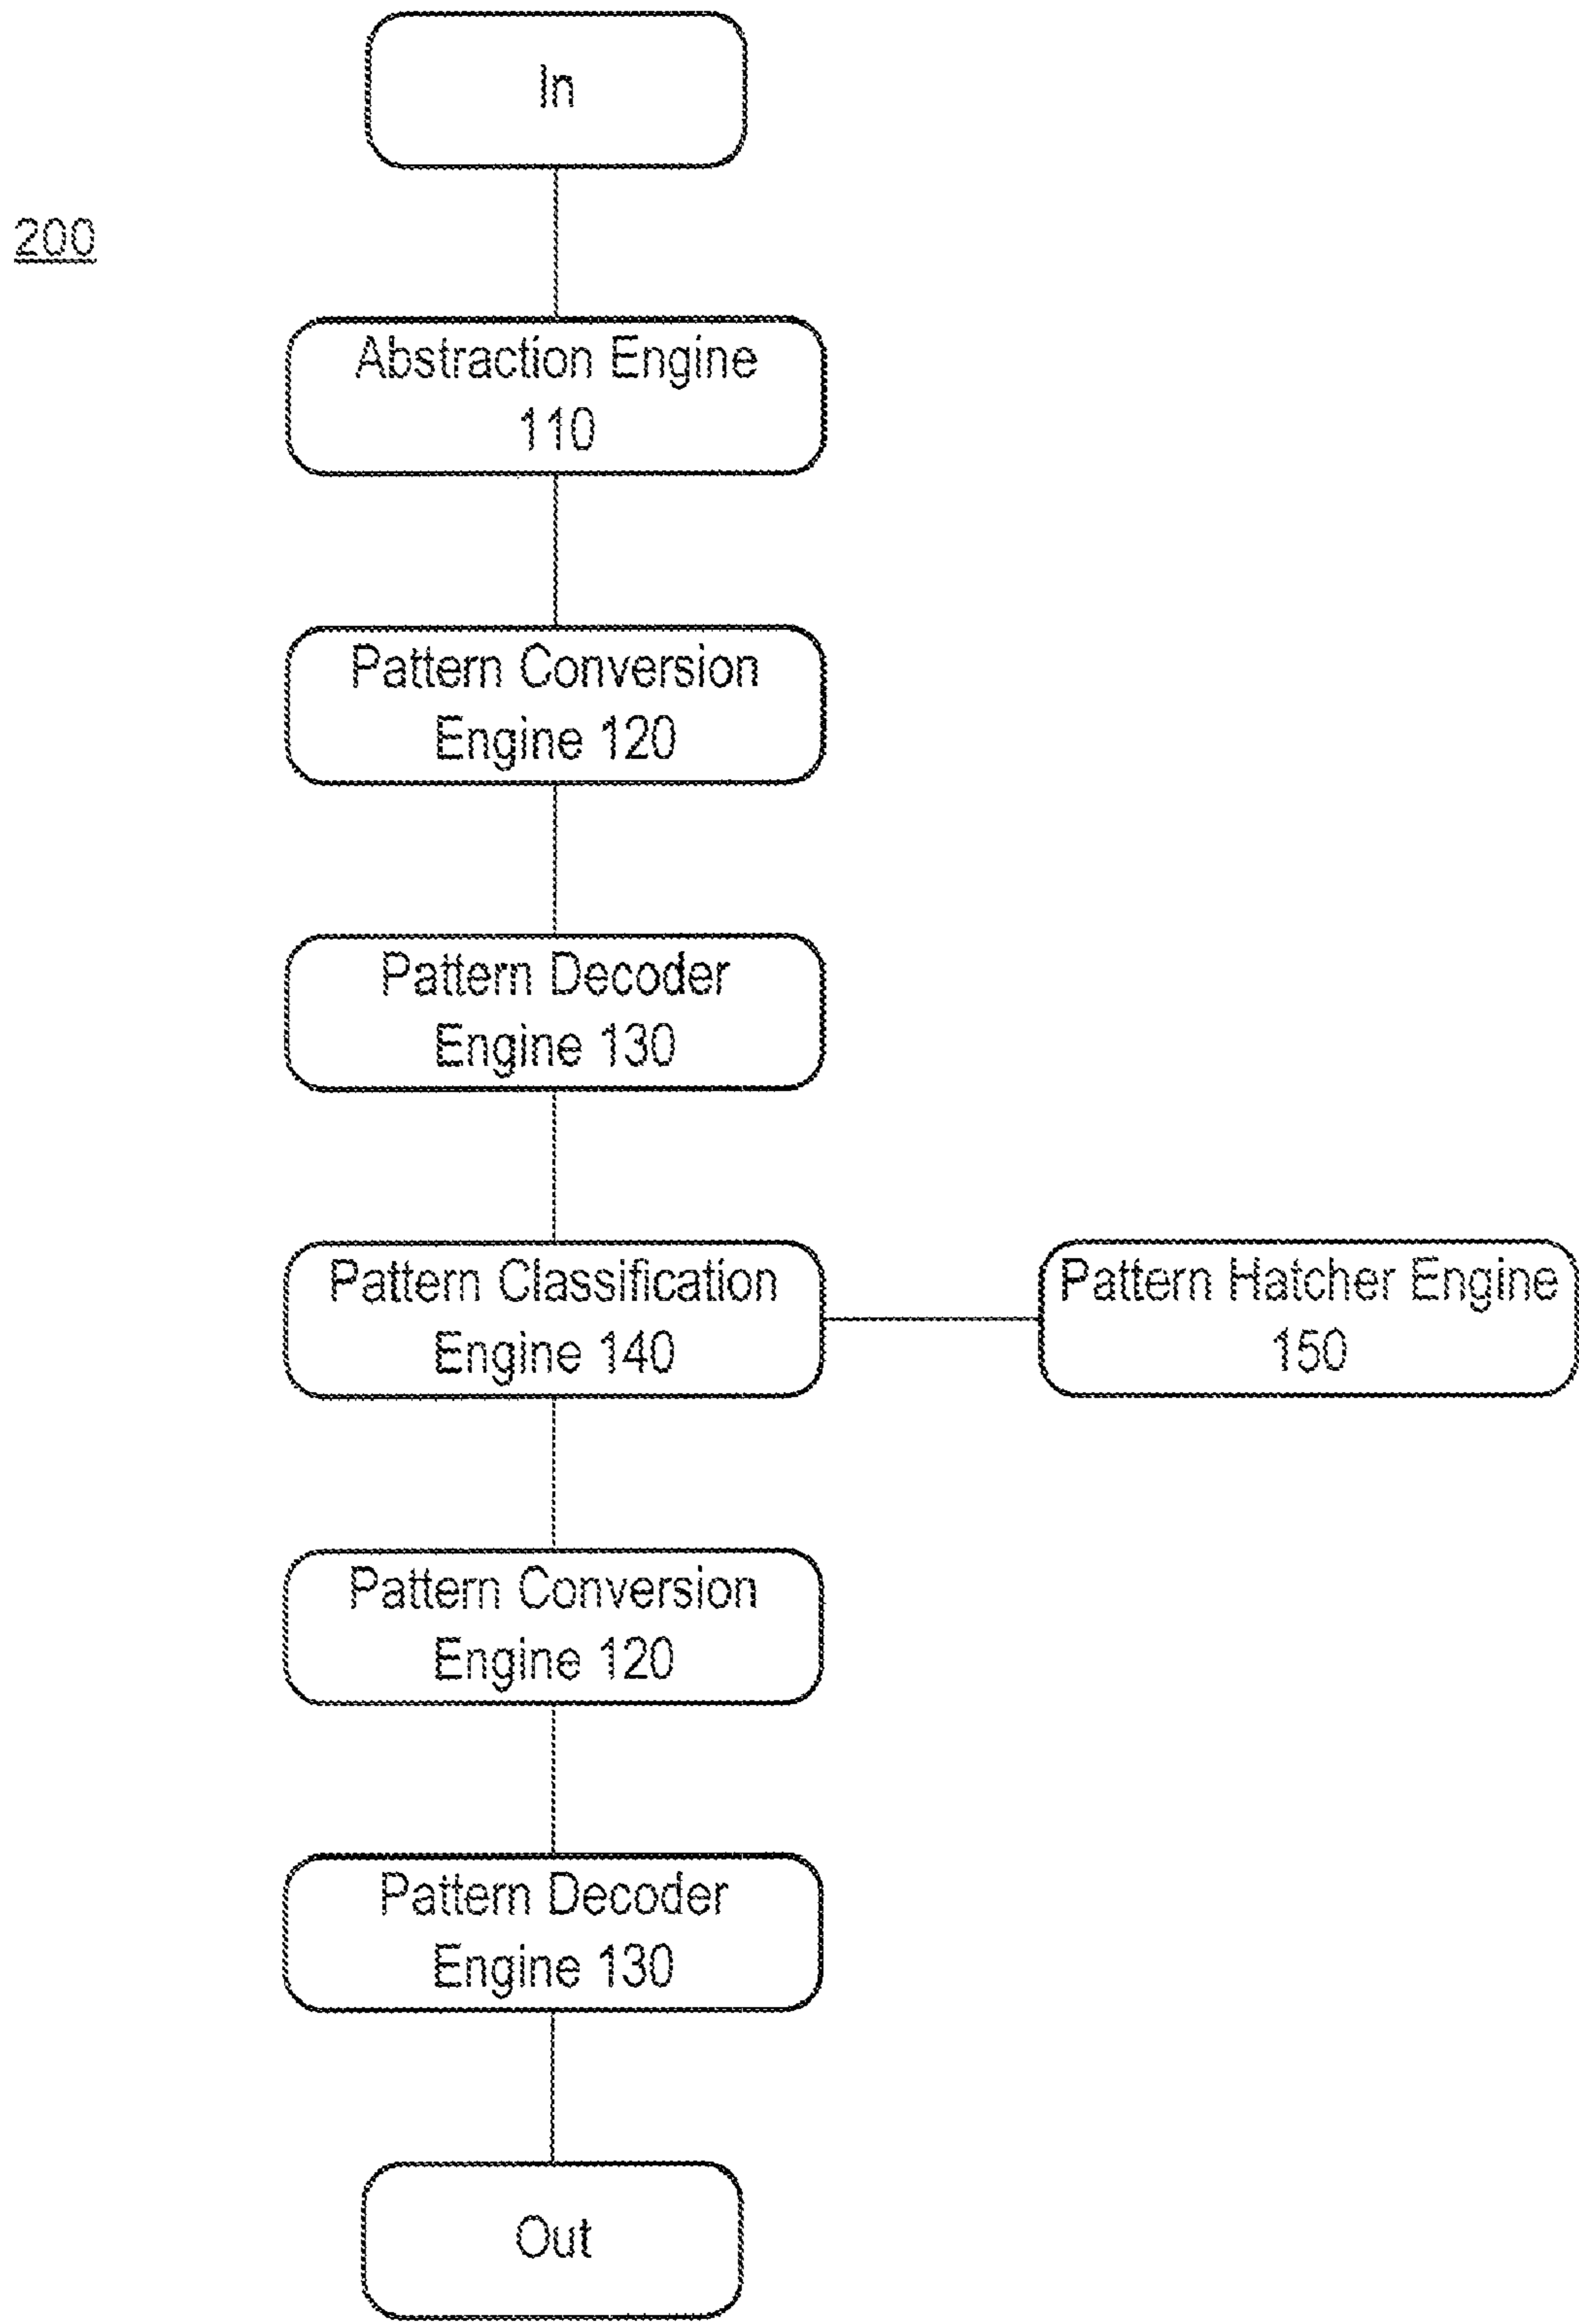 In
200
Abstraction Engine
110
Pattern Conversion
Engine 120
Pattern Decoder
Engine 130
Pattern Classification
Engine 140
Pattern Hatcher Engine
150
Pattern Conversion
Engine 120
Pattern Decoder
Engine 130
Out